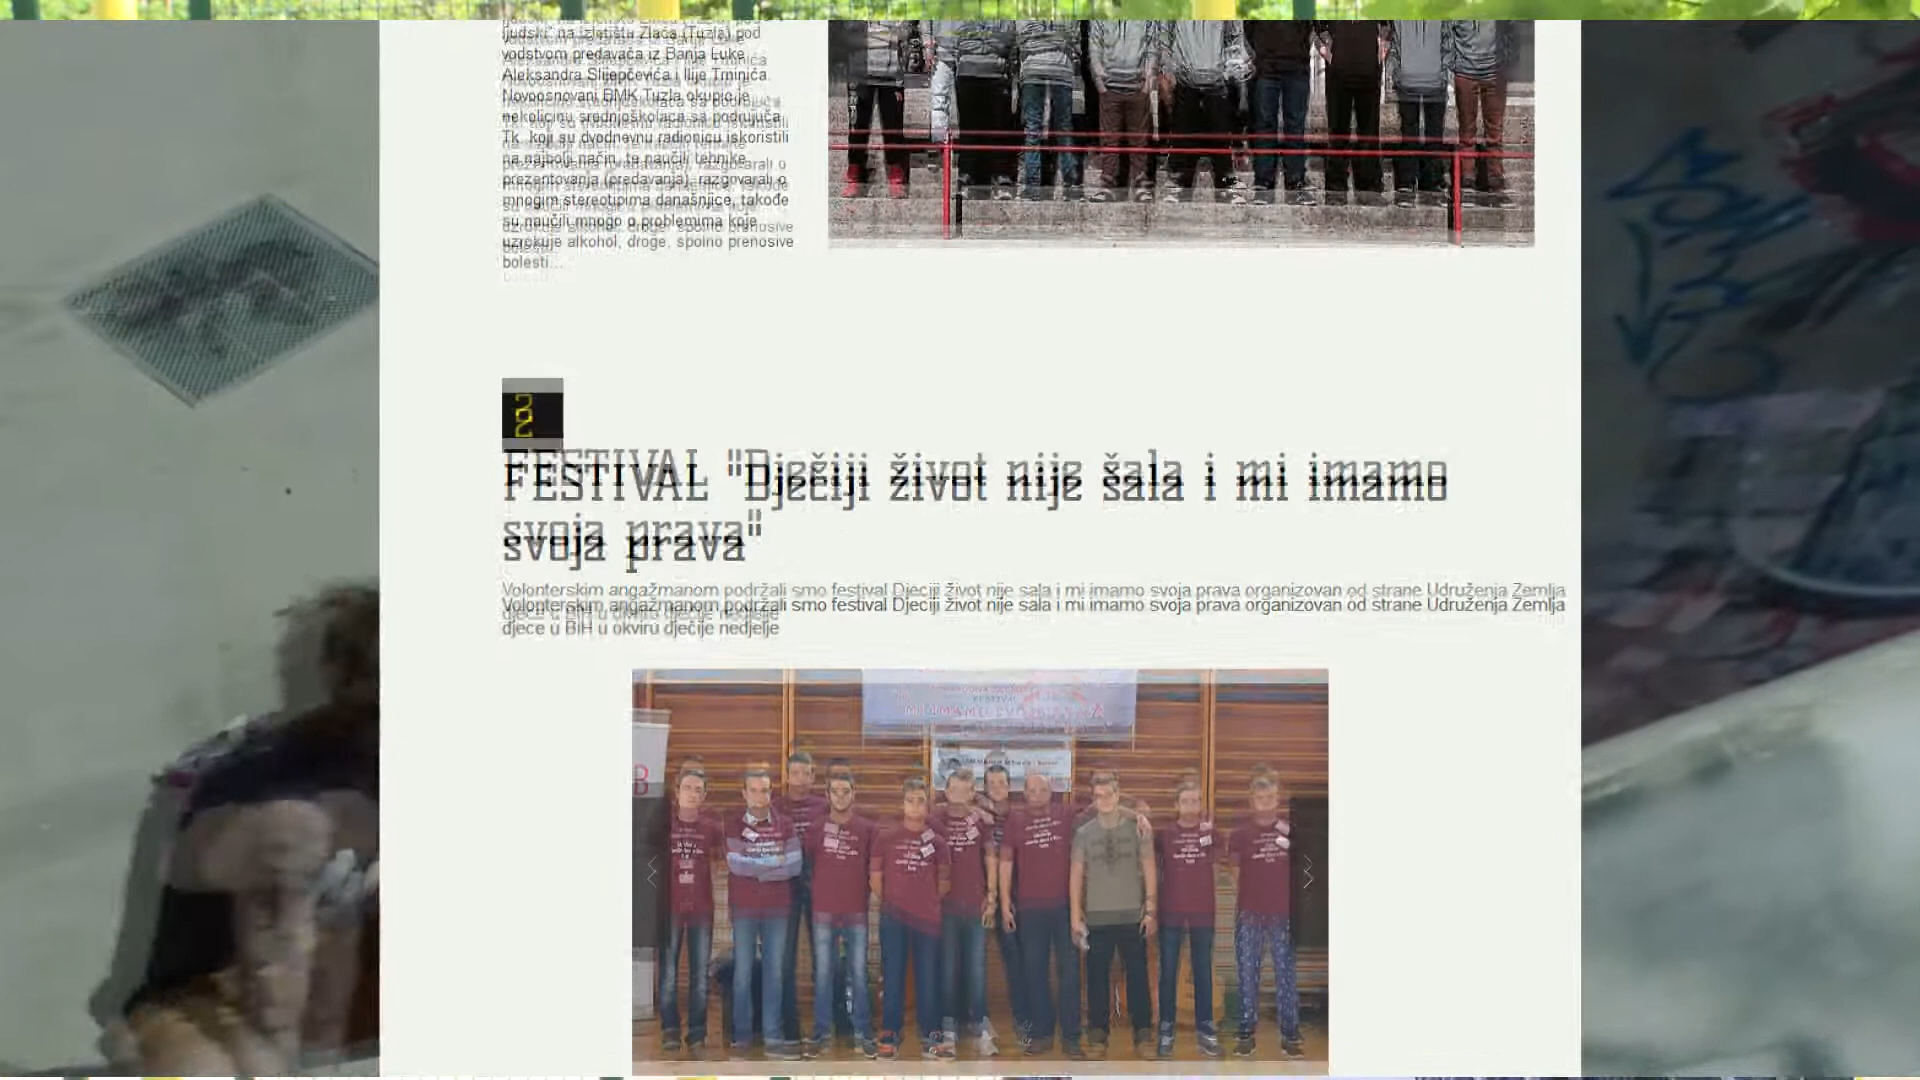 ljudski" na izletištu Zlača (Tuzla) pod
vodstvom predavača iz Banja Luke
Aleksandra Slijepčevića i Ilije Trninića.
Novoosnovani BMK Tuzla okupio je
nekolicinu srednjoškolaca sa područja
Tk koji su dvodnevnu radionicu iskoristili
na najbolji način, te naučili tehnike
prezentovanja (predavanja), razgovarali o
mnogim stereotipima današnjice, takođe
su naučili mnogo o problemima koje
uzrokuje alkohol, droge, spolno prenosive
bolesti...
FESTIVAL "Dječiji život nije šala i mi imamo
svoja prava"
Volonterskim angažmanom podržali smo festival Djeciji život nije sala i mi imamo svoja prava organizovan od strane Udruženja Zemlja
djece u BiH u okviru dječije nedjelje
B